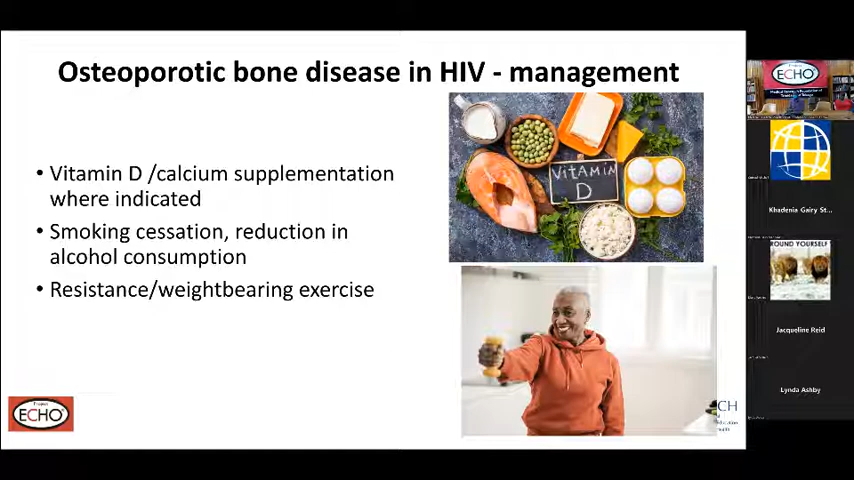 Osteoporotic bone disease in HIV - management
• Vitamin D /calcium supplementation
where indicated
• Smoking cessation, reduction in
alcohol consumption
• Resistance/weightbearing exercise
VITAMIN
D
ECHO
CH
ECHO
Khadenia Gairy St...
ROUND YOURSELF
Jacqueline Reid
Lynda Ashby